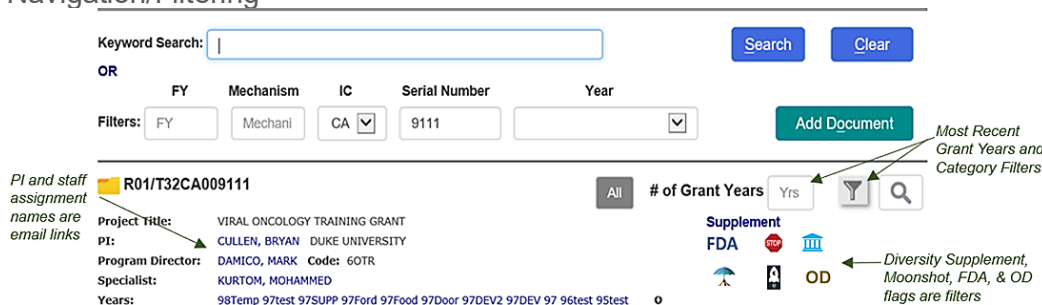 Navigation/Filtering
Keyword Search:
Search
Clear
OR
FY Mechanism IC Serial Number Year
Filters: FY Mechani CA 9111
Add Document
Most Recent
Grant Years and
Category Filters
PI and staff
assignment
names are
email links
R01/T32CA009111
All # of Grant Years Yrs
Project Title: VIRAL ONCOLOGY TRAINING GRANT
PI: CULLEN, BRYAN DUKE UNIVERSITY
Program Director: DAMICO, MARK Code: 6OTR
Specialist: KURTOM, MOHAMMED
Years: 98Temp 97test 97SUPP 97Ford 97Food 97Door 97DEV2 97DEV 97 96test 95test o
Supplement
FDA STOP
OD
Diversity Supplement,
Moonshot, FDA, & OD
flags are filters